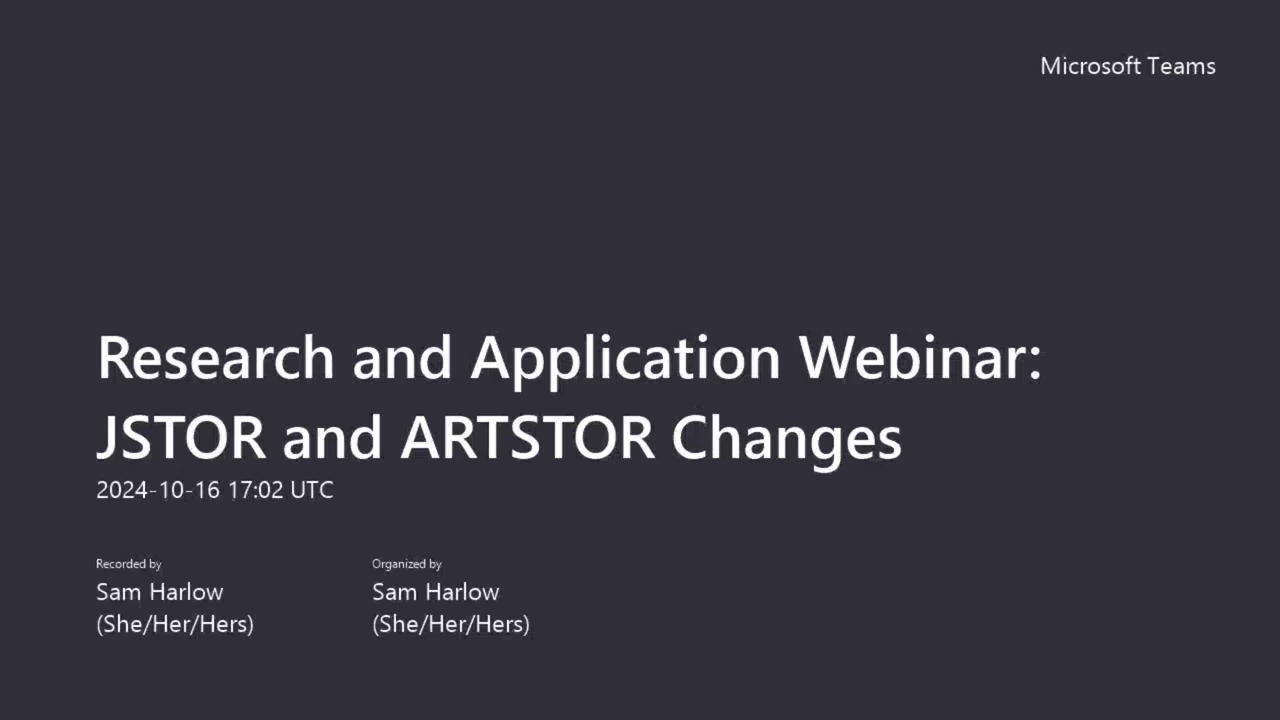 Microsoft Teams
Research and Application Webinar:
JSTOR and ARTSTOR Changes
2024-10-16 17:02 UTC
Recorded by
Sam Harlow
(She/Her/Hers)
Organized by
Sam Harlow
(She/Her/Hers)